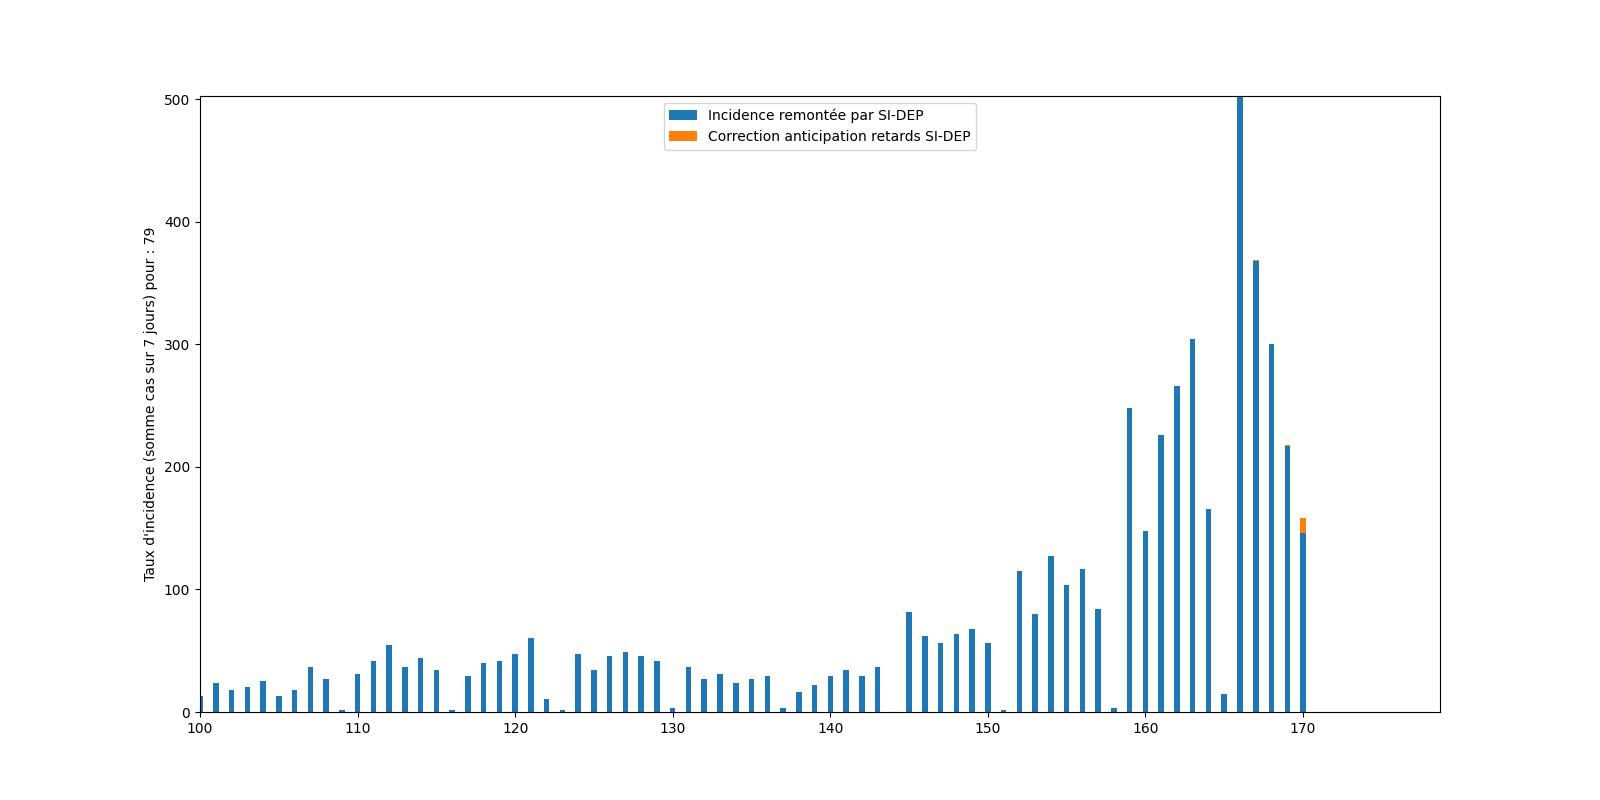 Incidence remontée par SI-DEP
Correction anticipation retards SI-DEP
Taux d'incidence (somme cas sur 7 jours) pour : 79
500
400
300
200
100
0
100 110 120 130 140 150 160 170